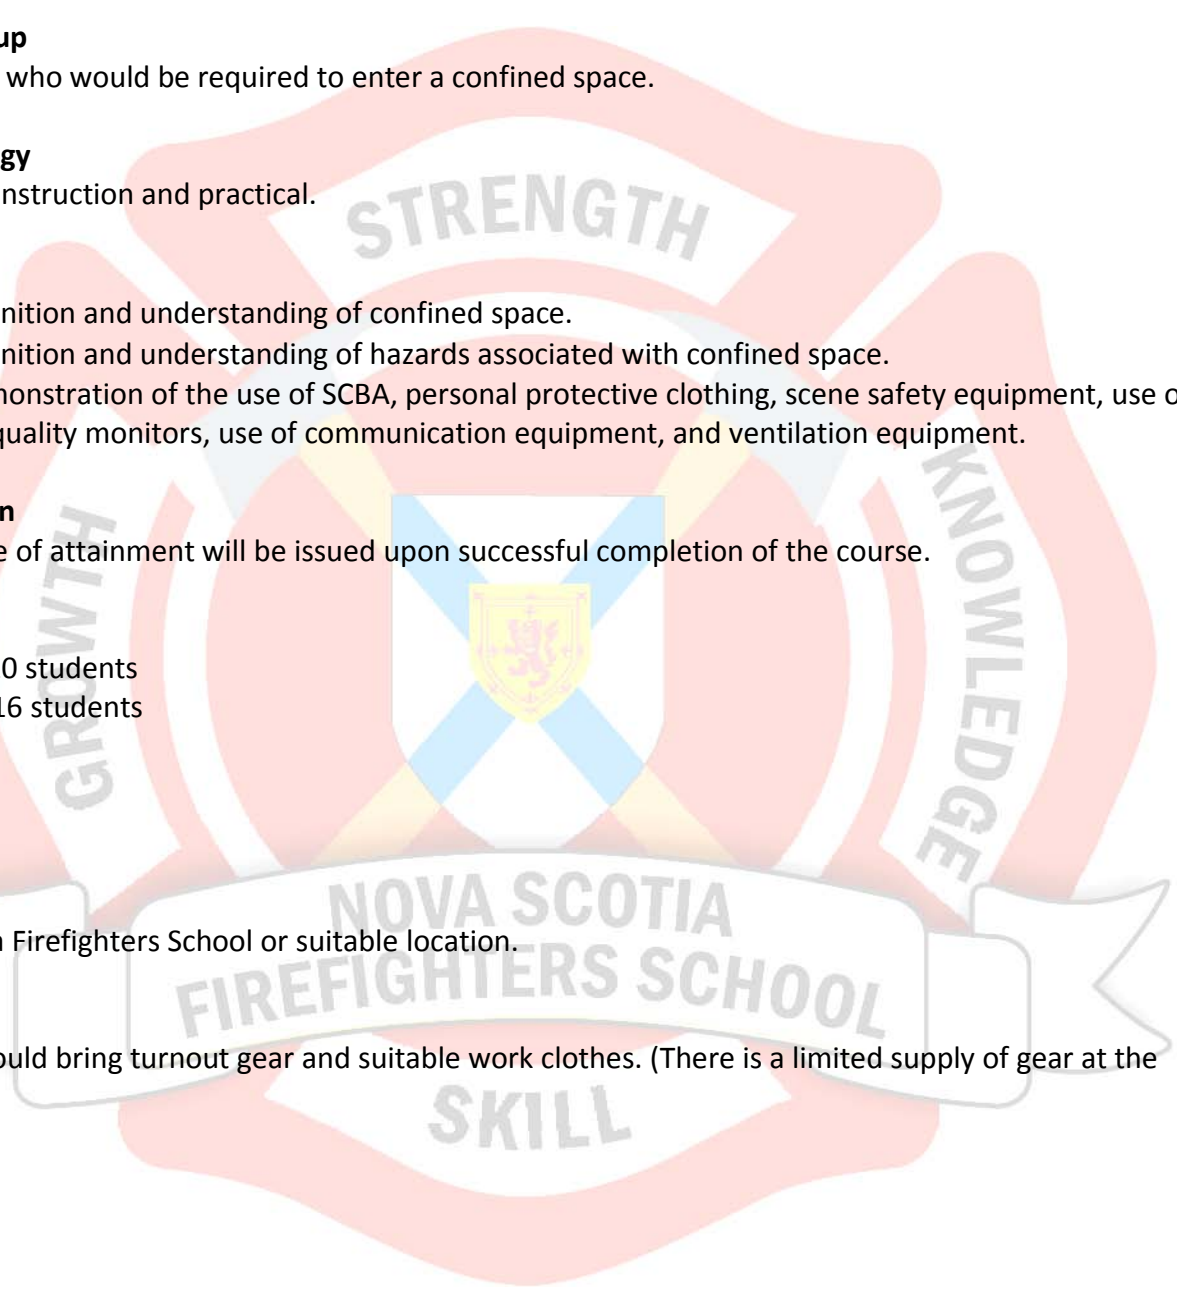 up
who would be required to enter a confined space.
gy
nstruction and practical.
STRENGTH
nition and understanding of confined space.
nition and understanding of hazards associated with confined space.
monstration of the use of SCBA, personal protective clothing, scene safety equipment, use o
quality monitors, use of communication equipment, and ventilation equipment.
KNOWLEDGE
n
e of attainment will be issued upon successful completion of the course.
GROWTH
0 students
16 students
NOVA SCOTIA
n Firefighters School or suitable location.
FIREFIGHTERS SCHOOL
ould bring turnout gear and suitable work clothes. (There is a limited supply of gear at the
SKILL